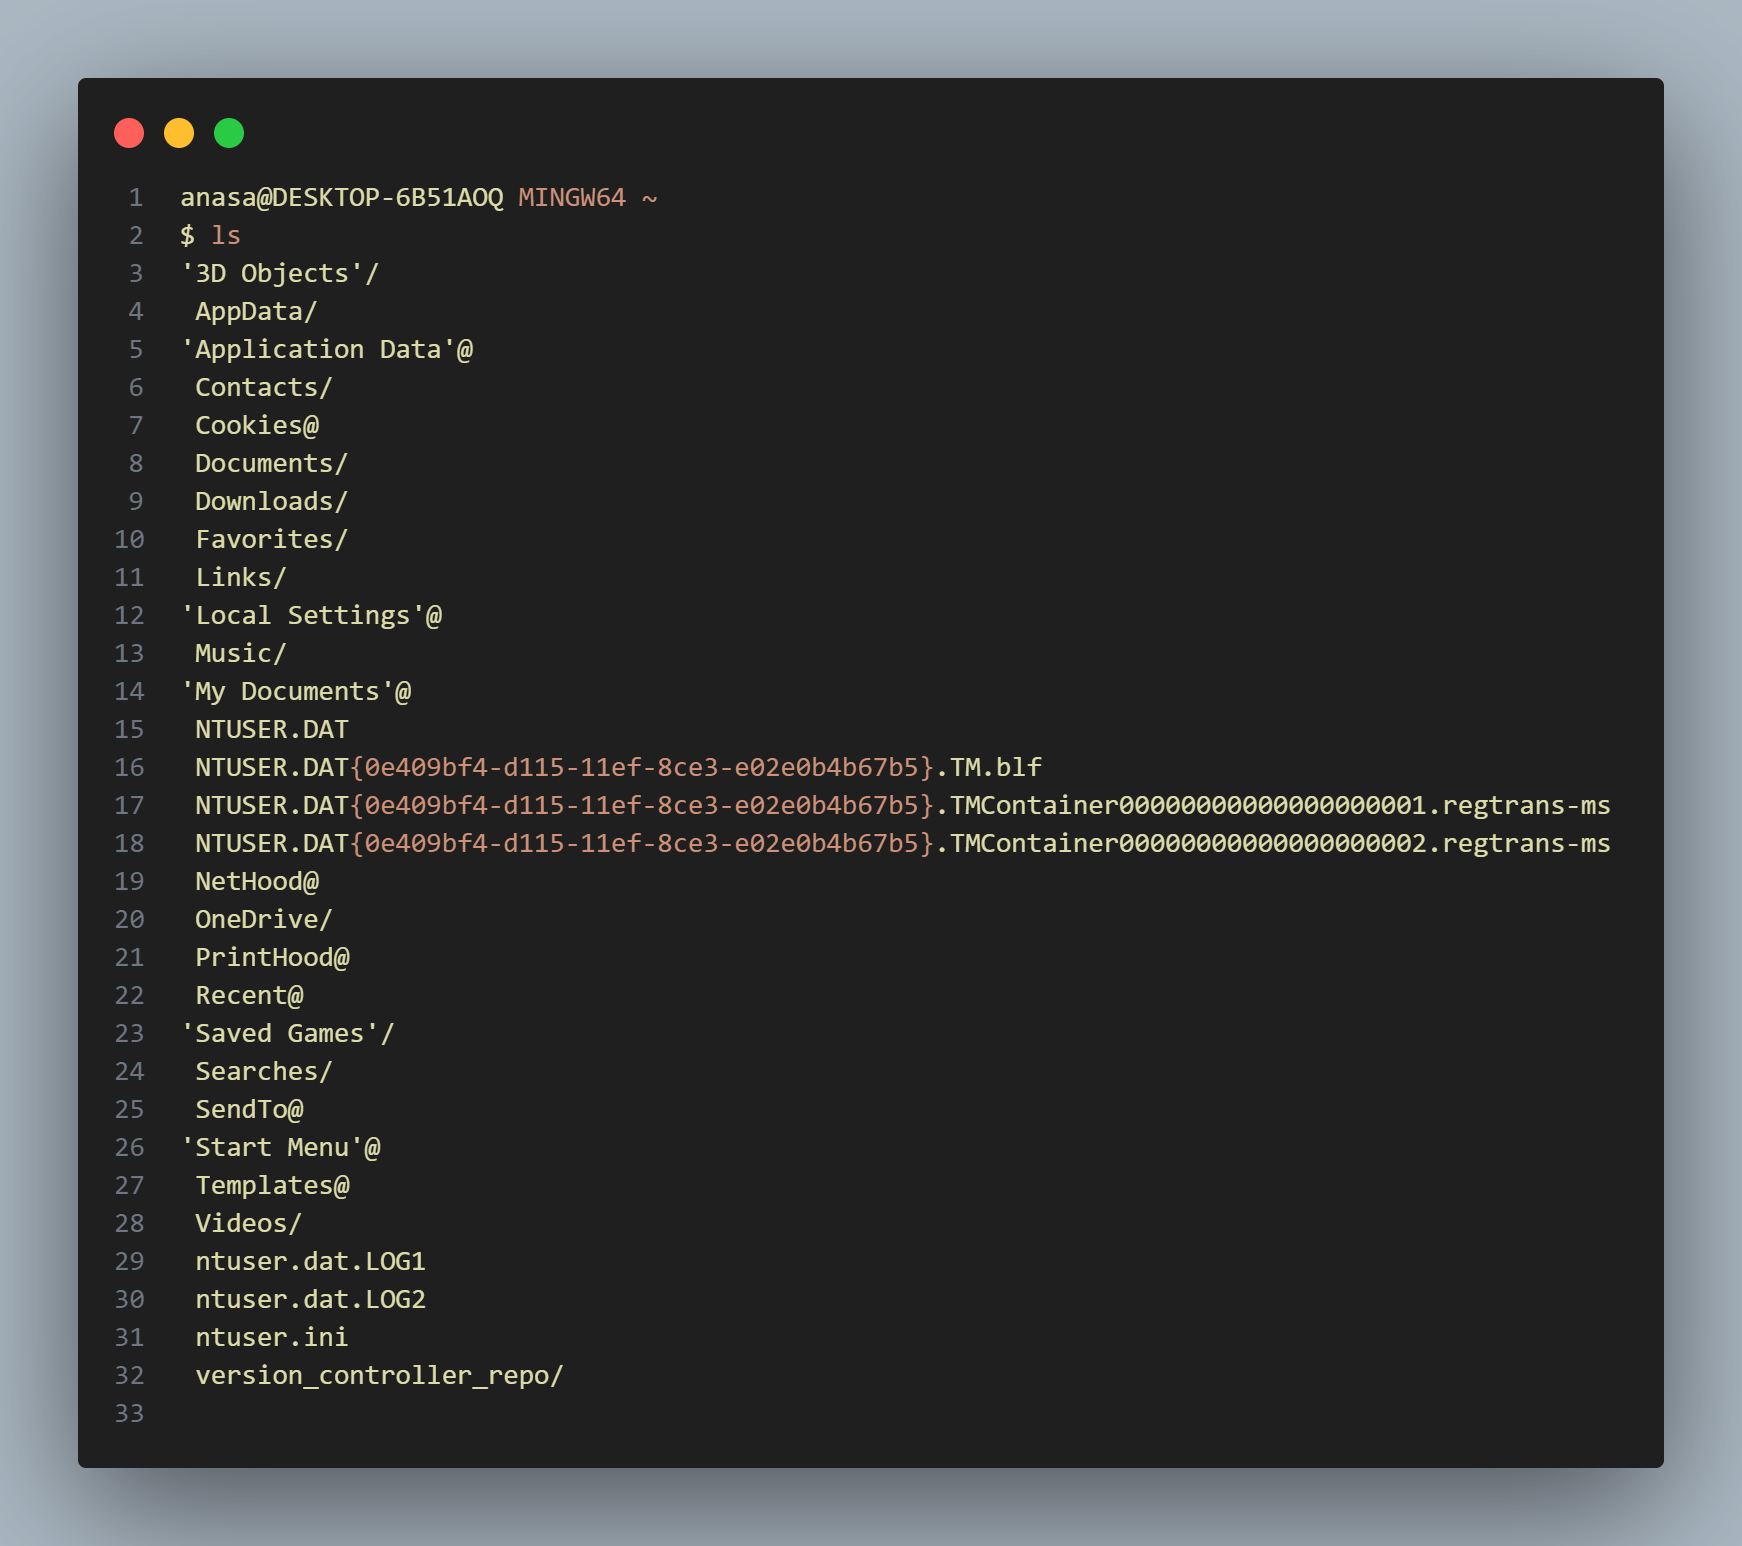 1 anasa@DESKTOP-6B51AOQ MINGW64 ~
2 $ ls
3 '3D Objects'/
4  AppData/
5 'Application Data'@
6  Contacts/
7  Cookies@
8  Documents/
9  Downloads/
10  Favorites/
11  Links/
12 'Local Settings'@
13  Music/
14 'My Documents'@
15  NTUSER.DAT
16  NTUSER.DAT{0e409bf4-d115-11ef-8ce3-e02e0b4b67b5}.TM.blf
17  NTUSER.DAT{0e409bf4-d115-11ef-8ce3-e02e0b4b67b5}.TMContainer00000000000000000001.regtrans-ms
18  NTUSER.DAT{0e409bf4-d115-11ef-8ce3-e02e0b4b67b5}.TMContainer00000000000000000002.regtrans-ms
19  NetHood@
20  OneDrive/
21  PrintHood@
22  Recent@
23 'Saved Games'/
24  Searches/
25  SendTo@
26 'Start Menu'@
27  Templates@
28  Videos/
29  ntuser.dat.LOG1
30  ntuser.dat.LOG2
31  ntuser.ini
32  version_controller_repo/
33